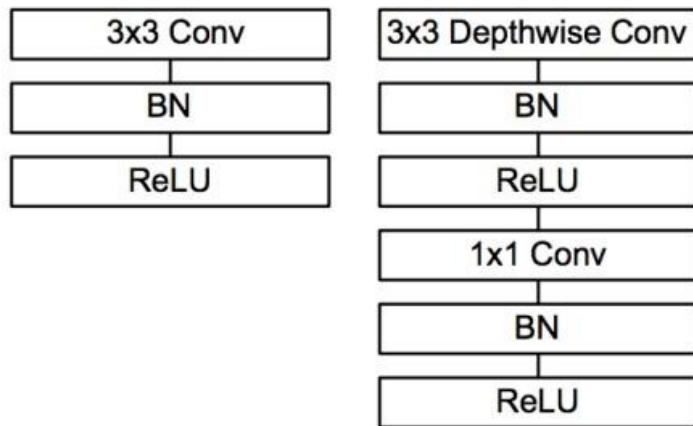 3x3 Conv
BN
ReLU
3x3 Depthwise Conv
BN
ReLU
1x1 Conv
BN
ReLU